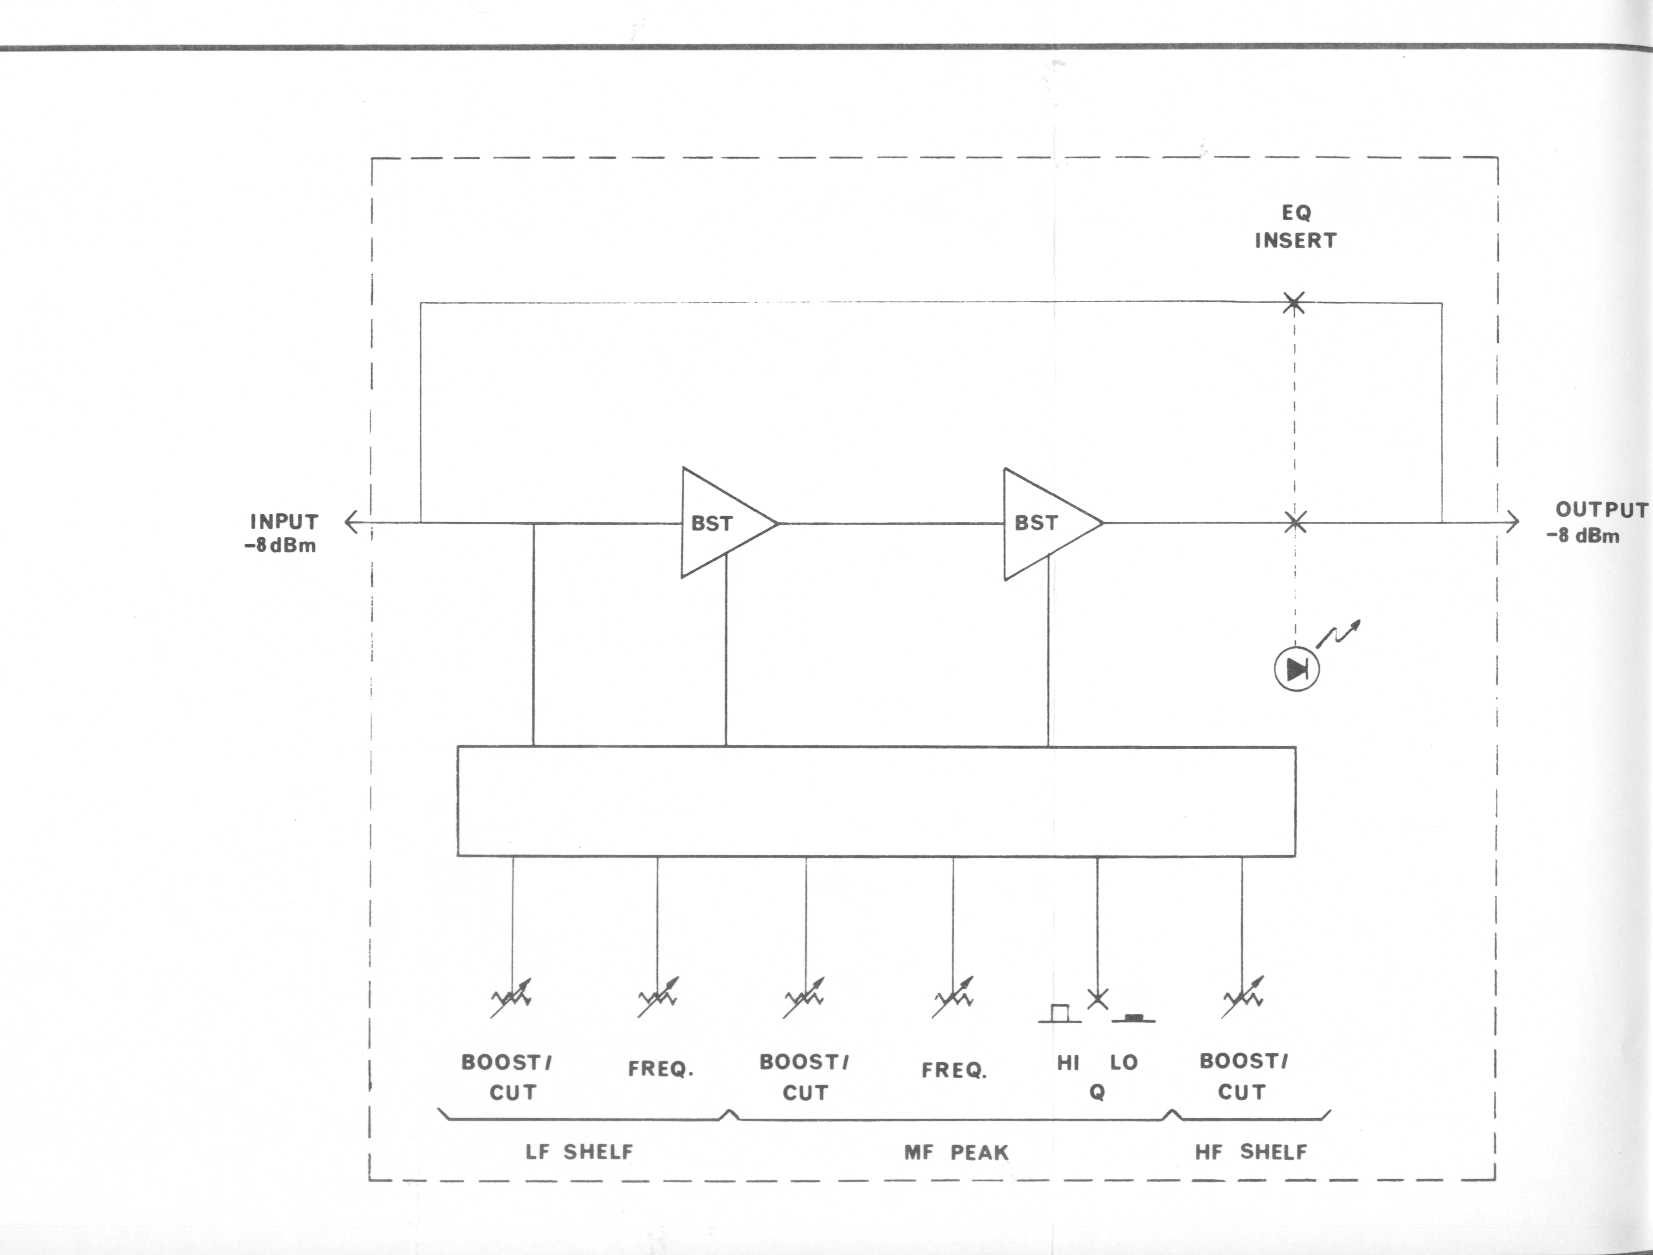 EQ
INSERT
INPUT
-8dBm
BST
BST
OUTPUT
-8 dBm
BOOST/
CUT
FREQ.
BOOST/
CUT
FREQ.
HI LO
Q
BOOST/
CUT
LF SHELF
MF PEAK
HF SHELF